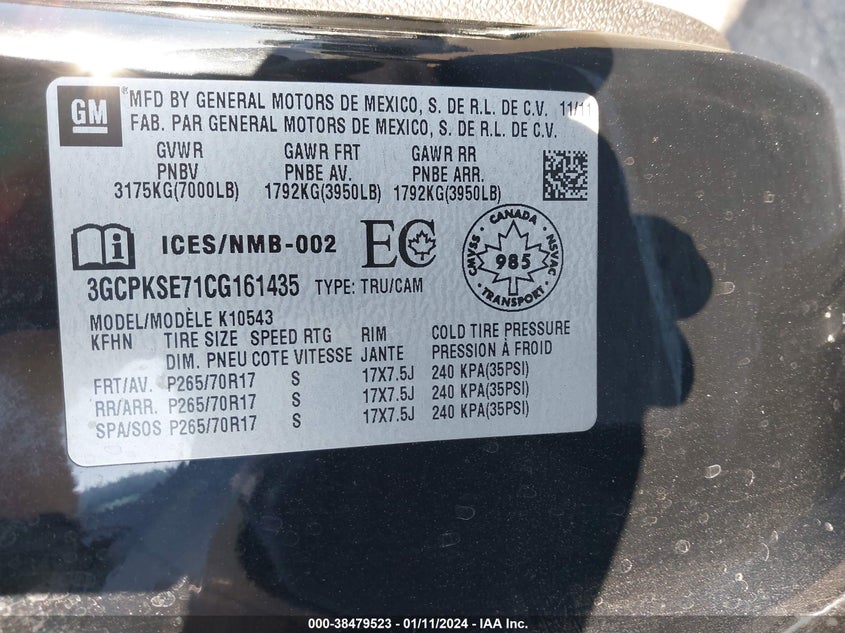 GM
®MFD BY GENERAL MOTORS DE MEXICO, S. DE R.L. DE C.V. 11/11
FAB. PAR GENERAL MOTORS DE MEXICO, S. DE R.L. DE C.V.
GVWR GAWR FRT GAWR RR
PNBV PNBE AV. PNBE ARR.
3175KG(7000LB) 1792KG(3950LB) 1792KG(3950LB)
ICES/NMB-002 EC
CANADA
CMVSS 985 NSVAC
TRANSPORT
3GCPKSE71CG161435 TYPE: TRU/CAM
MODEL/MODÈLE K10543
KFHN TIRE SIZE SPEED RTG RIM COLD TIRE PRESSURE
DIM. PNEU COTE VITESSE JANTE PRESSION À FROID
FRT/AV. P265/70R17 S 17X7.5J 240 KPA(35PSI)
RR/ARR. P265/70R17 S 17X7.5J 240 KPA(35PSI)
SPA/SOS P265/70R17 S 17X7.5J 240 KPA(35PSI)
000-38479523 - 01/11/2024 - IAA Inc.